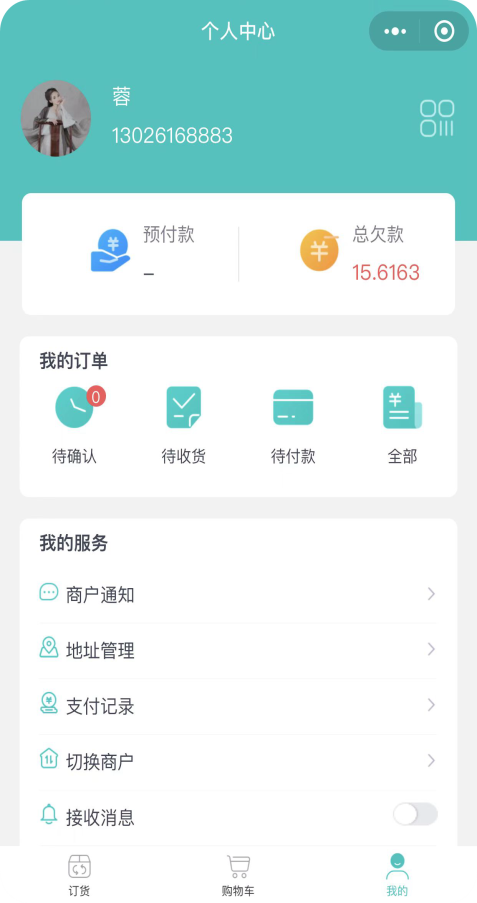 个人中心
蓉
13026168883
预付款
总欠款
–
15.6163
我的订单
0
待确认
待收货
待付款
全部
我的服务
商户通知
地址管理
支付记录
切换商户
接收消息
订货
购物车
我的